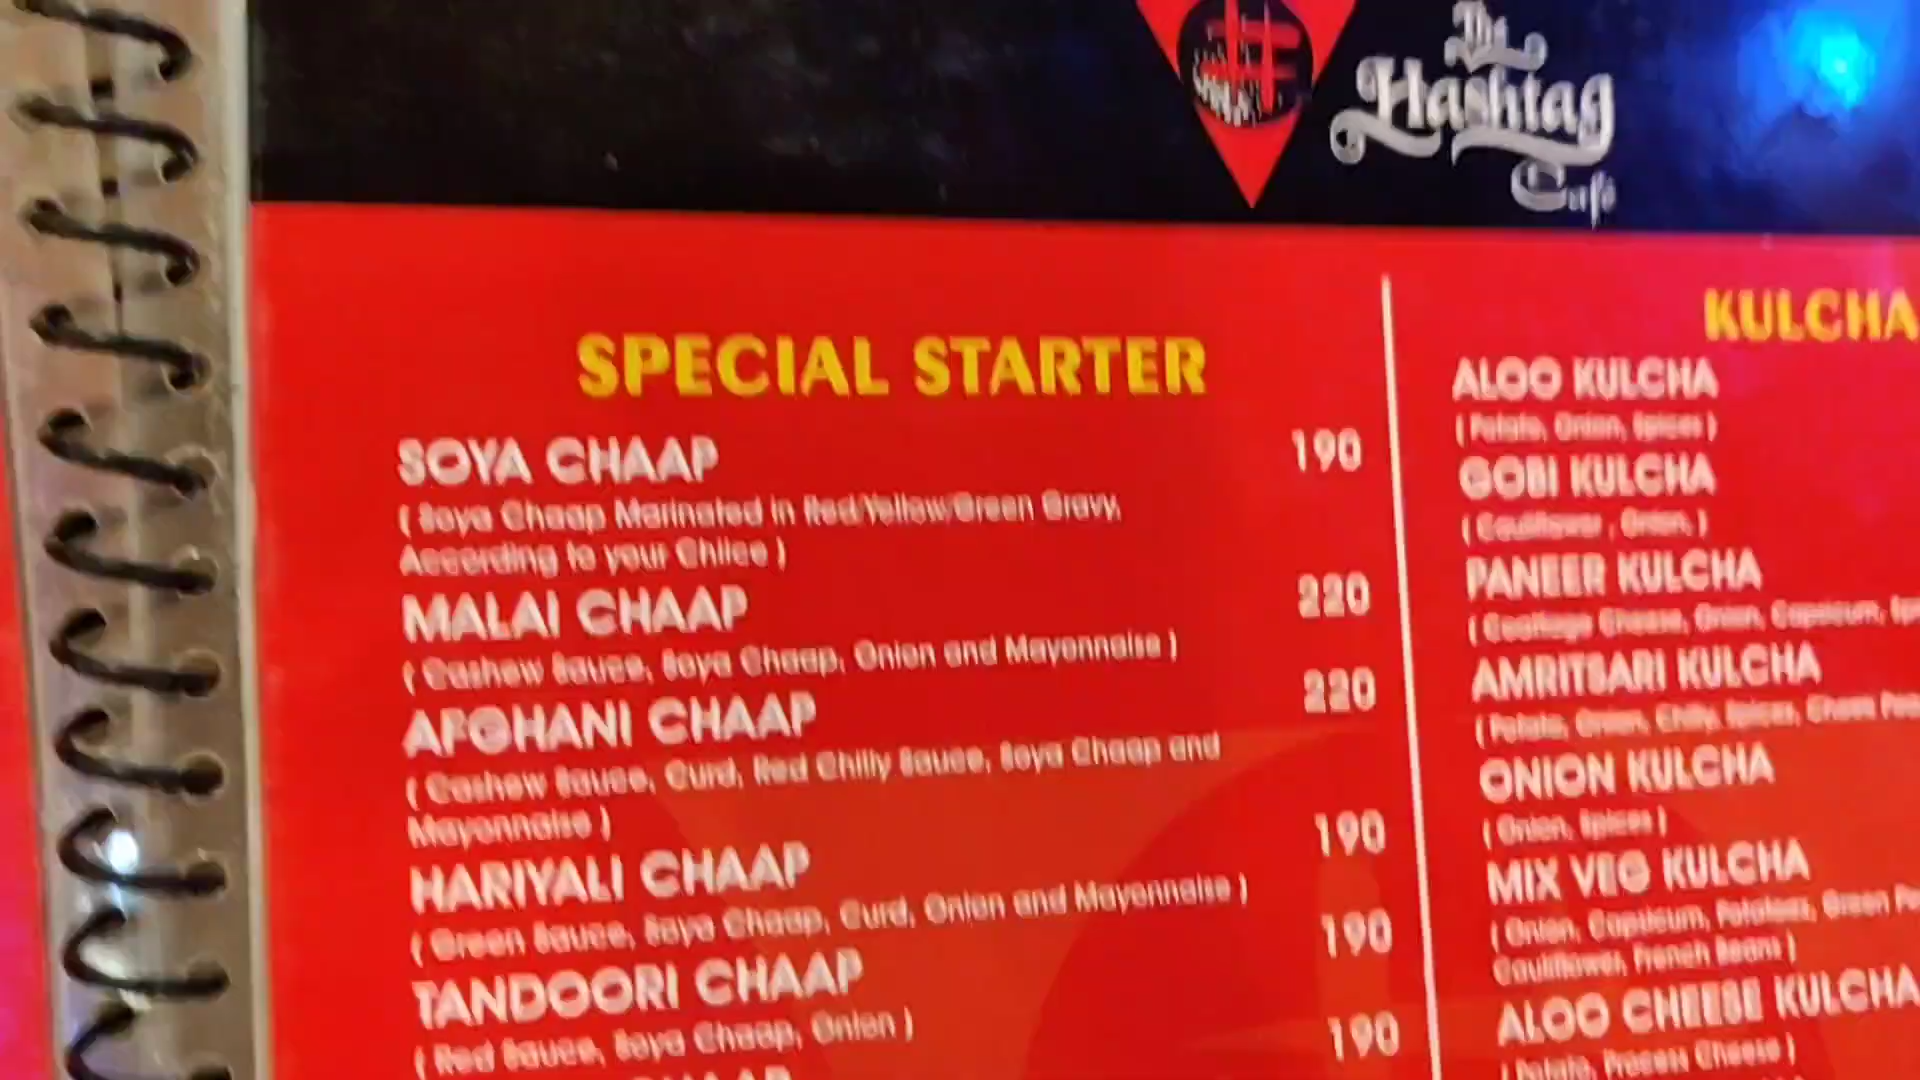 The
Hashtag
Café
SPECIAL STARTER
SOYA CHAAP 190
( Soya Chaap Marinated in Red/Yellow/Green Gravy,
According to your Chiice )
MALAI CHAAP 220
( Cashew Sauce, Soya Chaap, Onion and Mayonnaise )
AFGHANI CHAAP 220
( Cashew Sauce, Curd, Red Chilly Sauce, Soya Chaap and
Mayonnaise )
HARIYALI CHAAP 190
( Green Sauce, Soya Chaap, Curd, Onion and Mayonnaise )
TANDOORI CHAAP 190
( Red Sauce, Soya Chaap, Onion )
190
KULCHA
ALOO KULCHA
( Potato, Onion, Spices )
GOBI KULCHA
( Cauliflower , Onion, )
PANEER KULCHA
( Coattage Cheese, Onion, Capsicum,
AMRITSARI KULCHA
( Potato, Onion, Chilly, Spices,
ONION KULCHA
( Onion, Spices )
MIX VEG KULCHA
( Onion, Capsicum, Potatoes, Green
Cauliflower, French Beans )
ALOO CHEESE KULCHA
( Potato, Process Cheese )